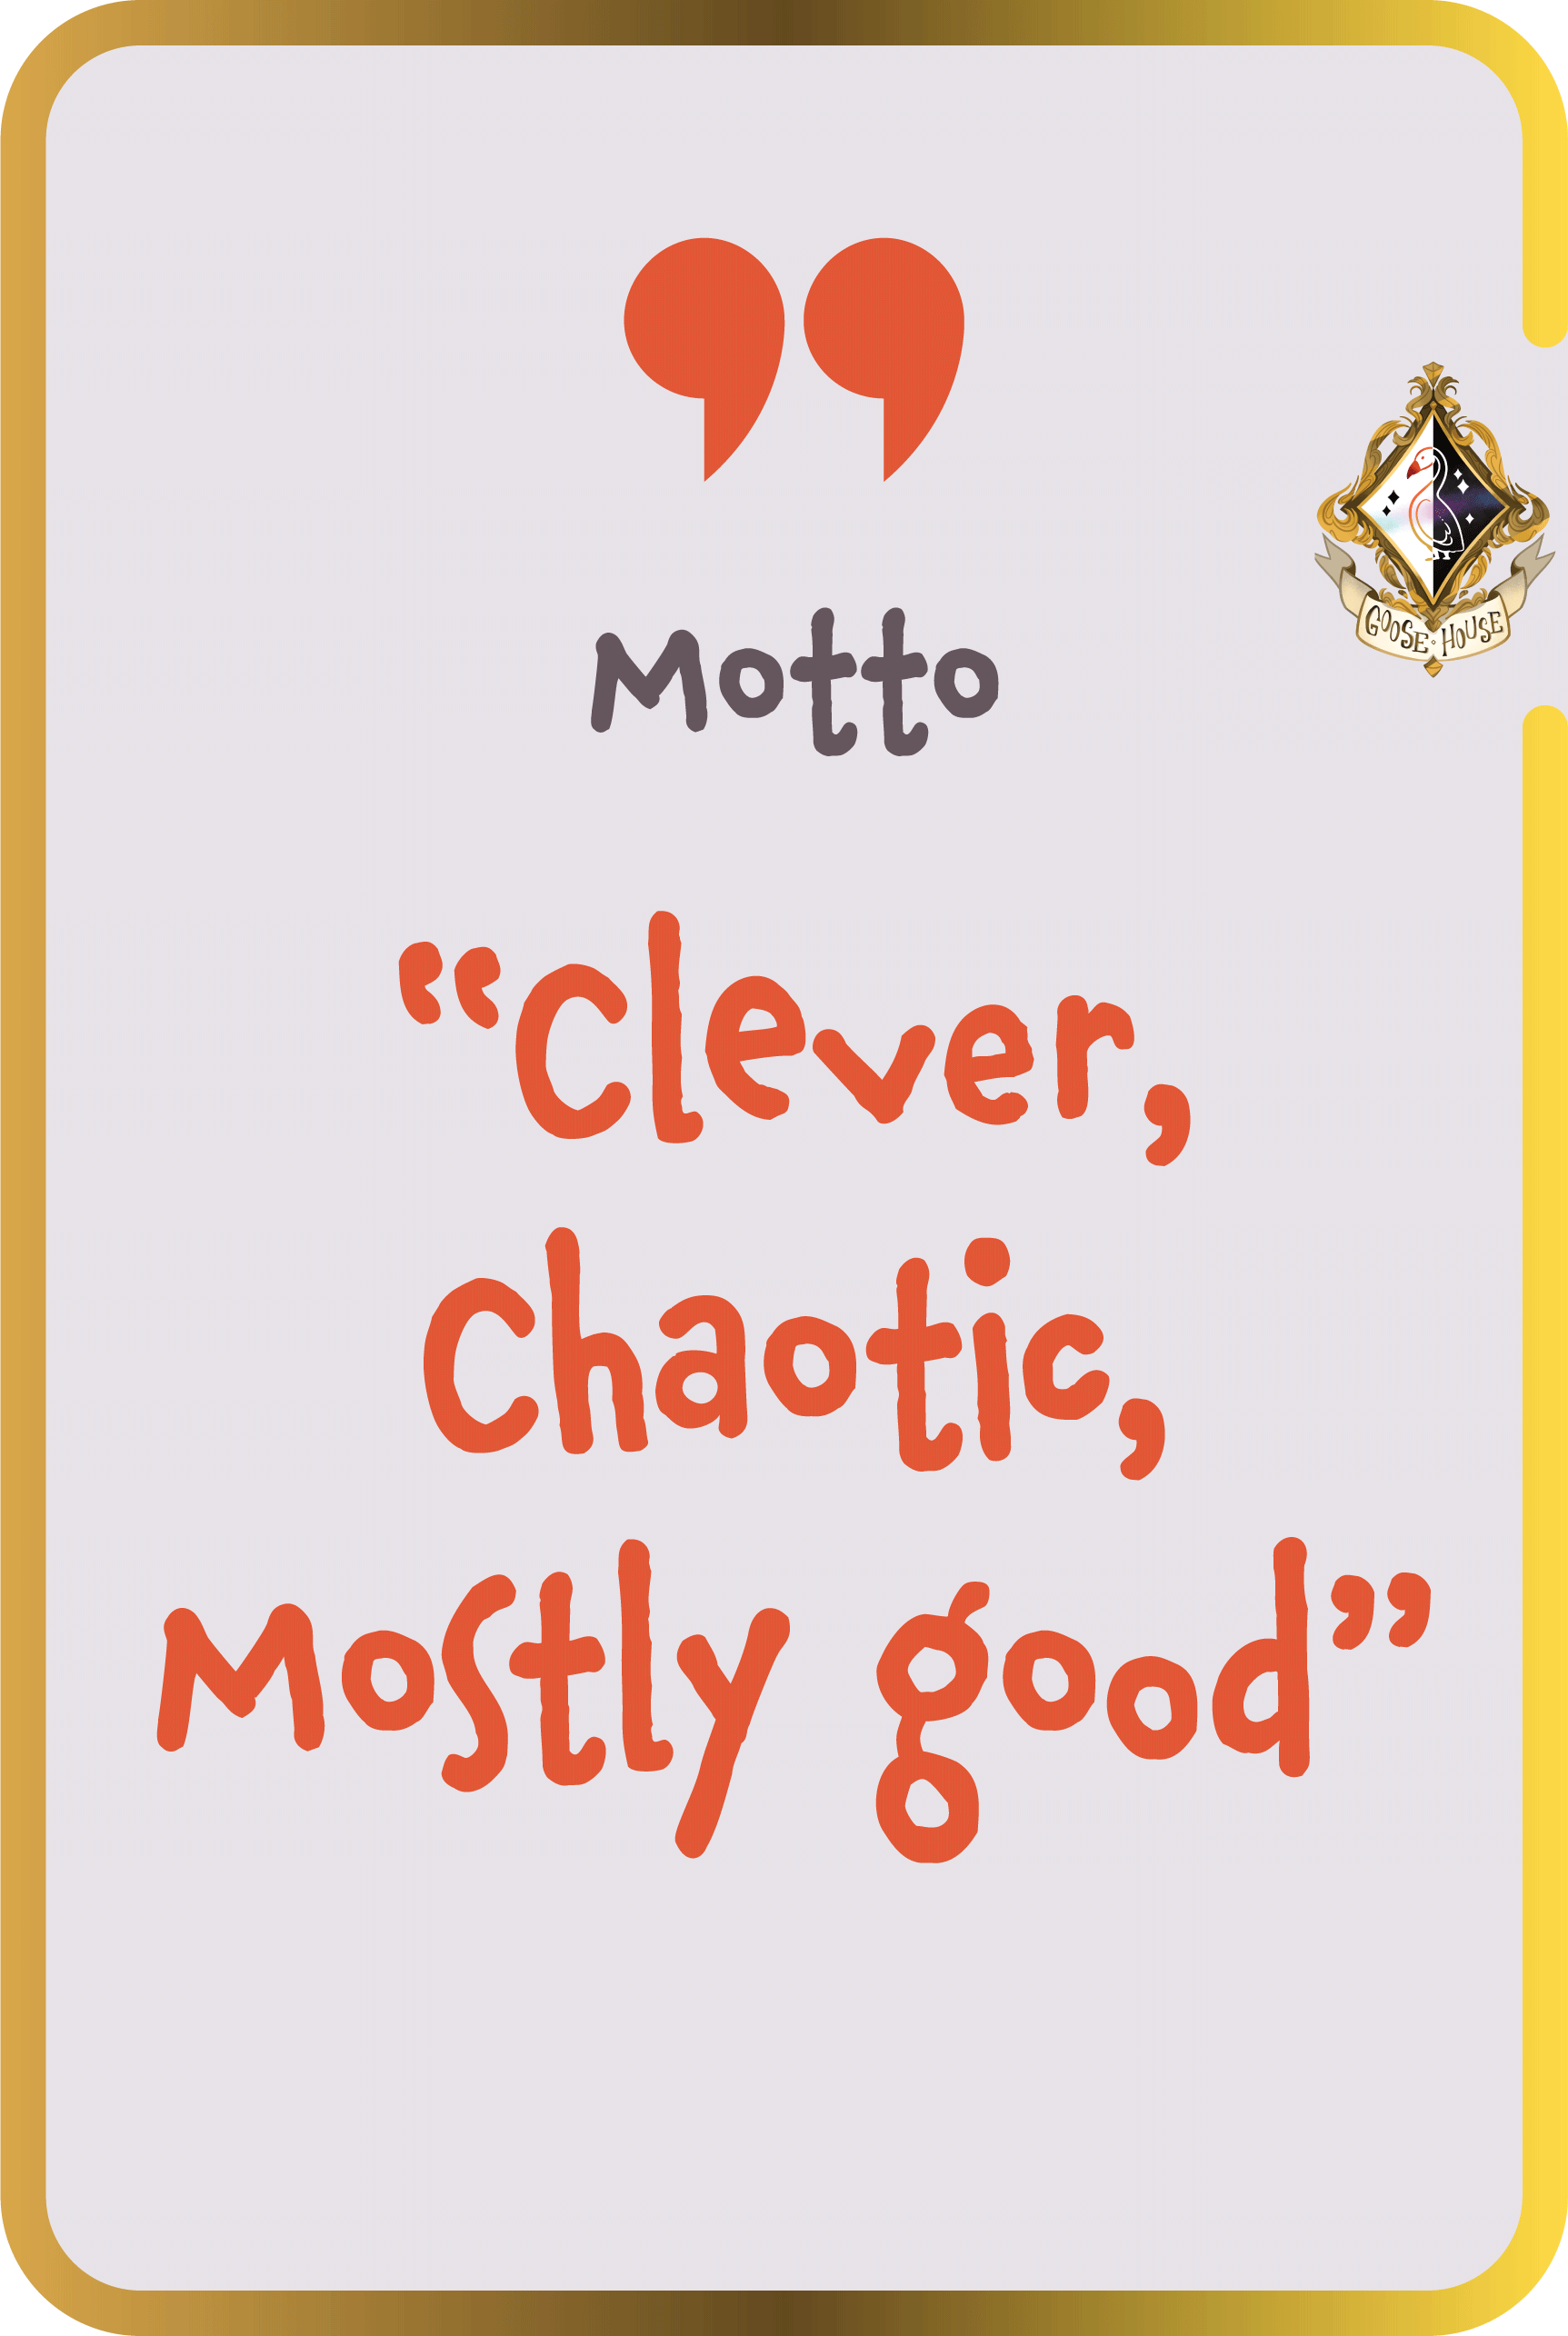 GOOSE · HOUSE
Motto
“Clever,
Chaotic,
Mostly good”